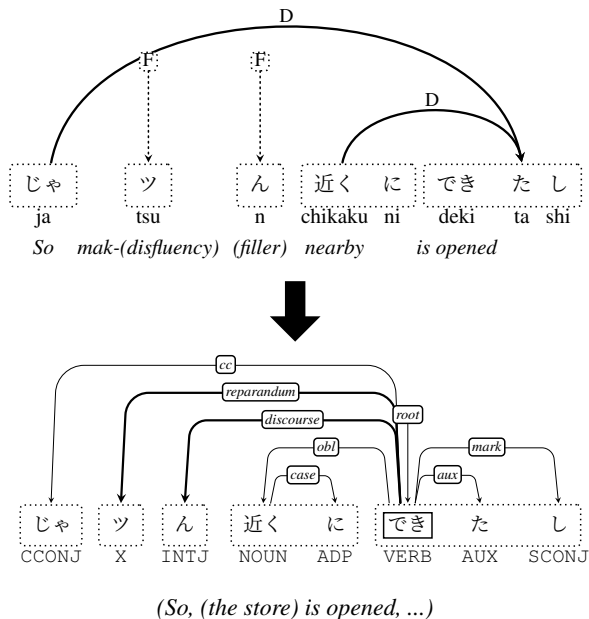 D
F F
D
じゃ ツ ん 近く に でき た し
ja tsu n chikaku ni deki ta shi
So mak-(disfluency) (filler) nearby is opened
cc
reparandum
discourse root
obl mark
case aux
じゃ ツ ん 近く に でき た し
CCONJ X INTJ NOUN ADP VERB AUX SCONJ
(So, (the store) is opened, ...)